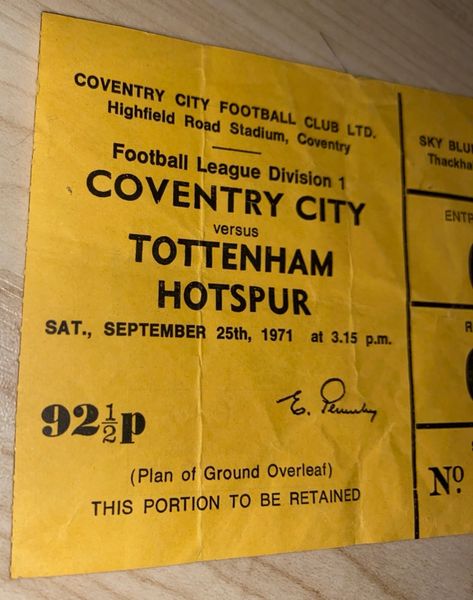 COVENTRY CITY FOOTBALL CLUB LTD.
Highfield Road Stadium, Coventry
Football League Division 1
COVENTRY CITY
versus
TOTTENHAM
HOTSPUR
SAT., SEPTEMBER 25th, 1971 at 3.15 p.m.
92½p
(Plan of Ground Overleaf)
THIS PORTION TO BE RETAINED
SKY BLU
Thackha
ENTR
Nº